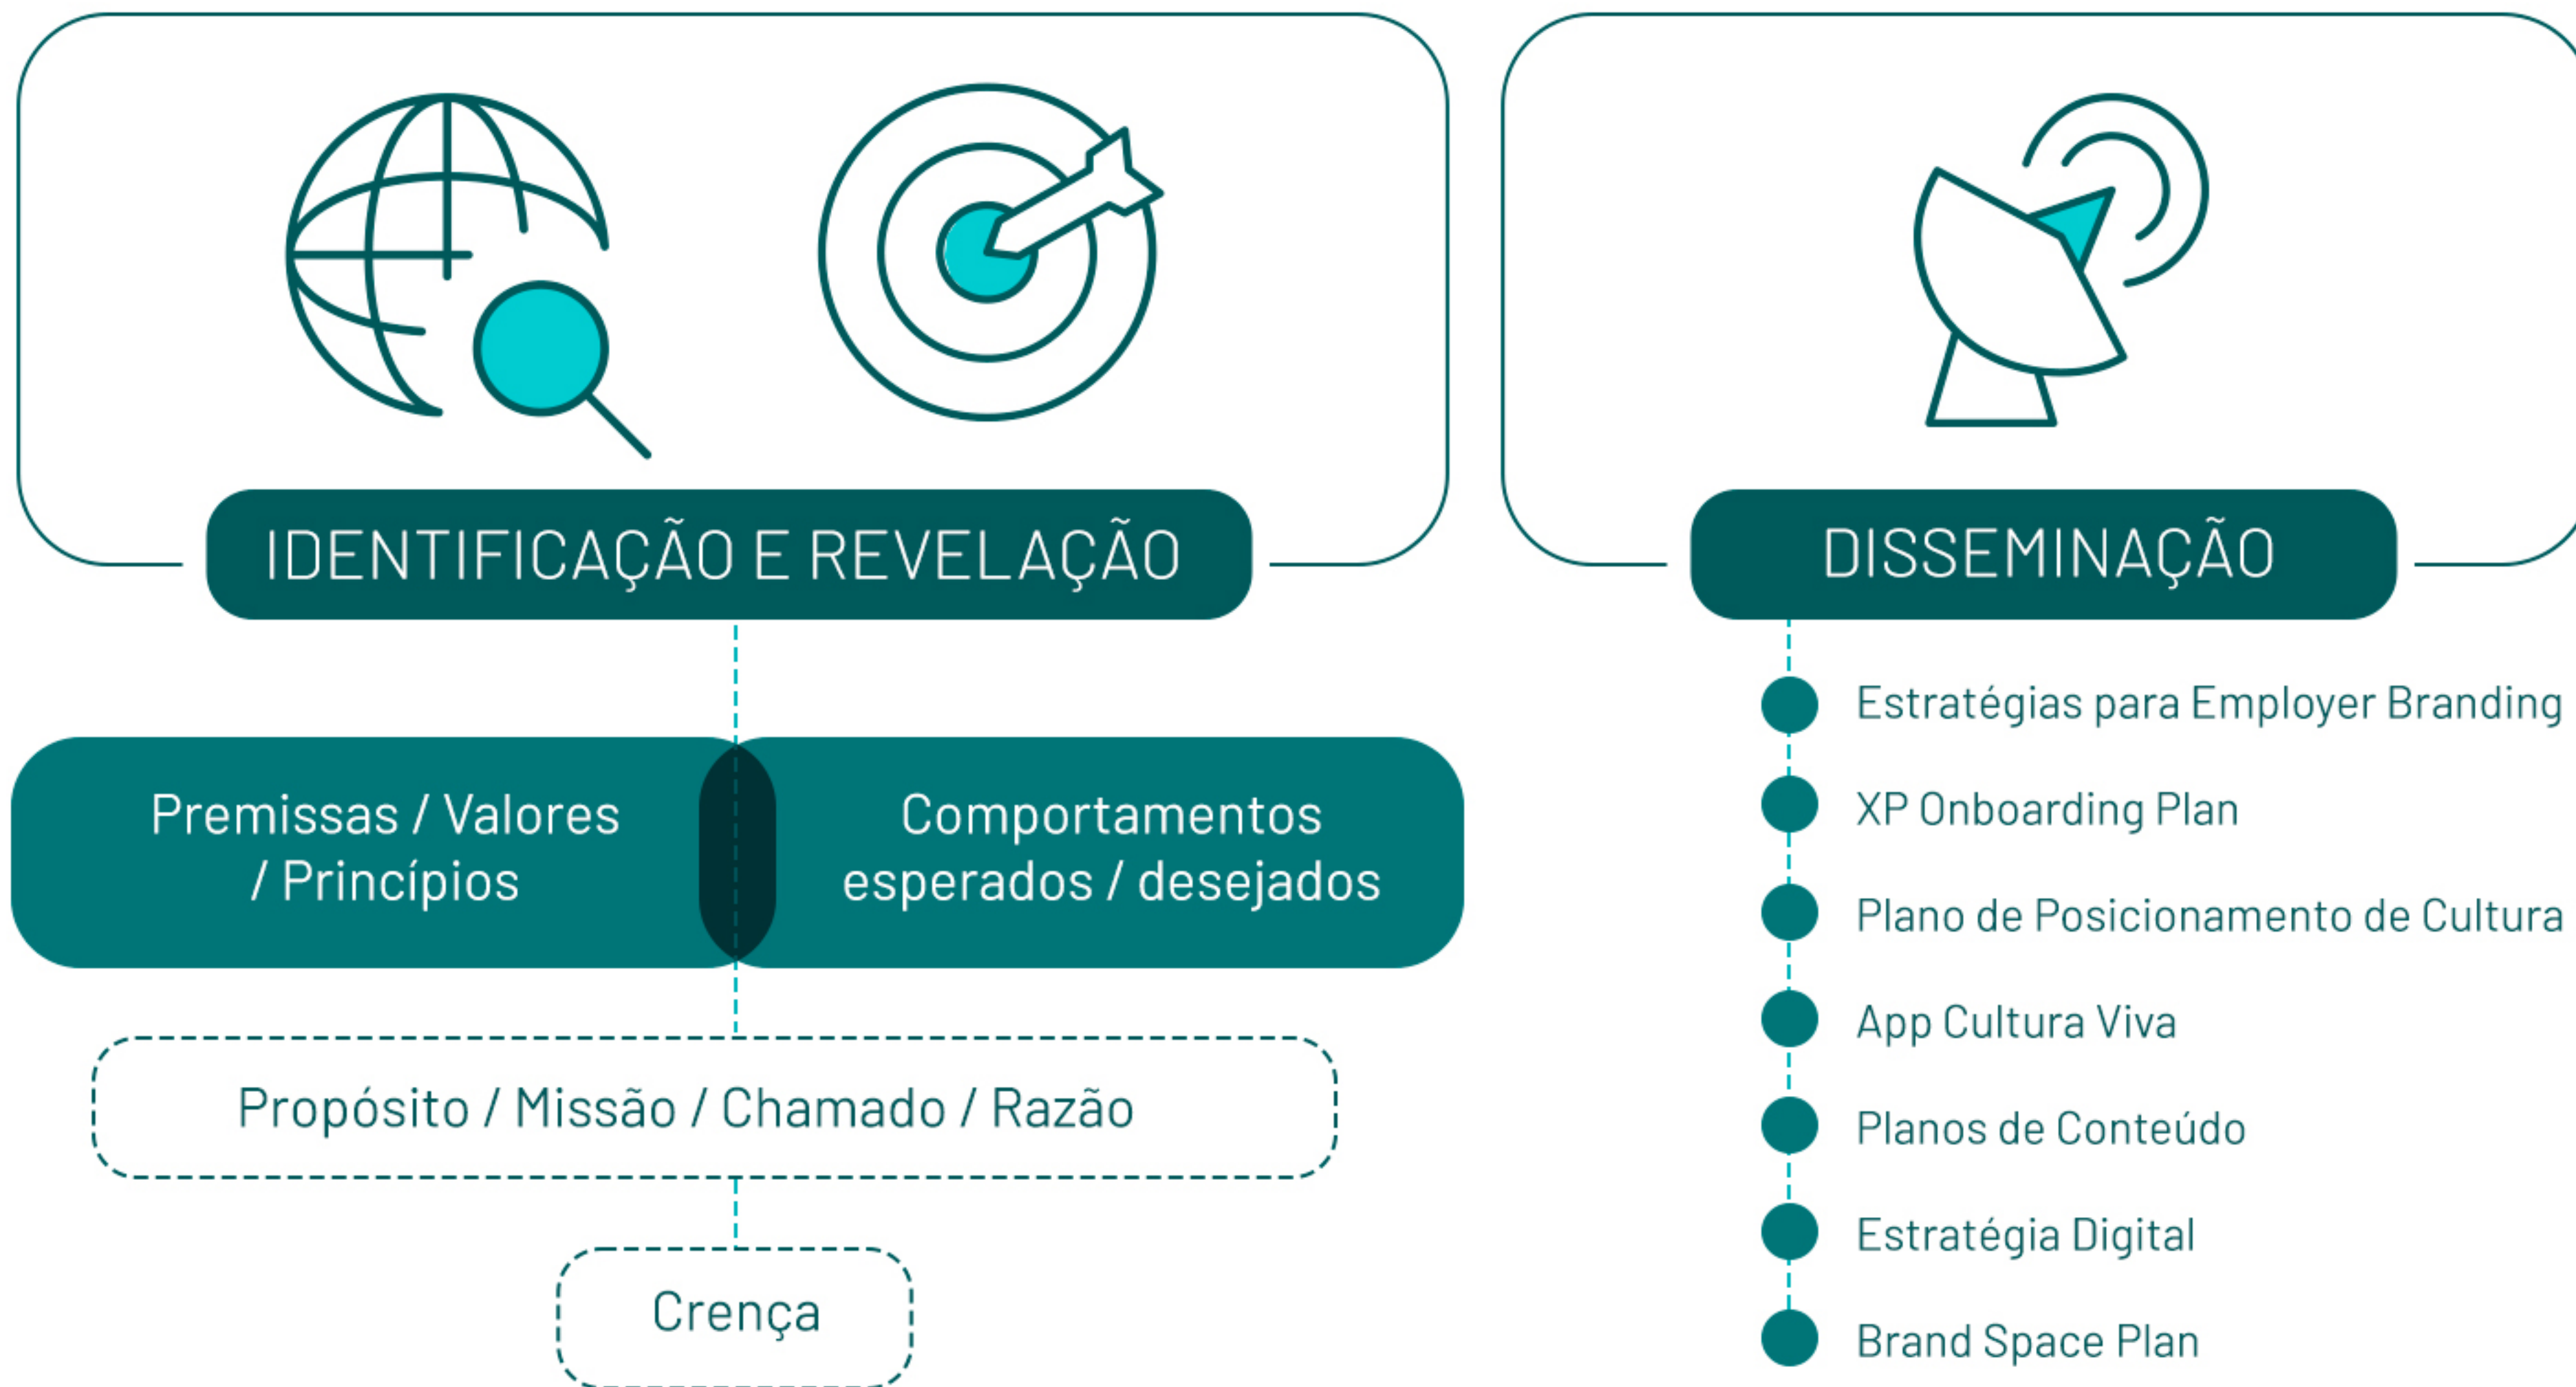 IDENTIFICAÇÃO E REVELAÇÃO
Premissas / Valores
/ Princípios
Comportamentos
esperados / desejados
Propósito / Missão / Chamado / Razão
Crença
DISSEMINAÇÃO
Estratégias para Employer Branding
XP Onboarding Plan
Plano de Posicionamento de Cultura
App Cultura Viva
Planos de Conteúdo
Estratégia Digital
Brand Space Plan